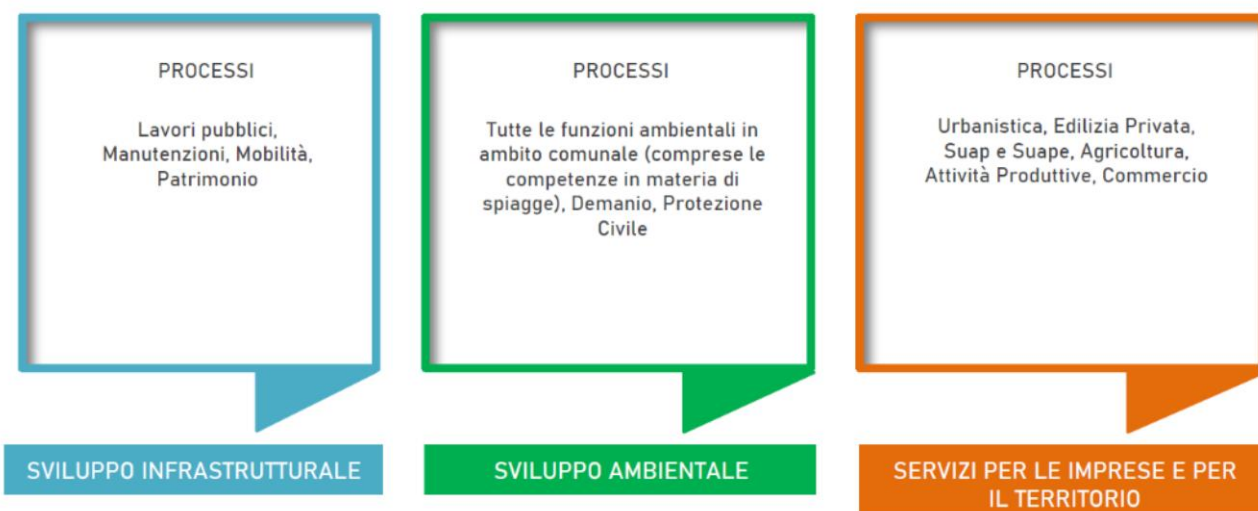 PROCESSI
Lavori pubblici,
Manutenzioni, Mobilità,
Patrimonio
SVILUPPO INFRASTRUTTURALE
PROCESSI
Tutte le funzioni ambientali in
ambito comunale (comprese le
competenze in materia di
spiagge), Demanio, Protezione
Civile
SVILUPPO AMBIENTALE
PROCESSI
Urbanistica, Edilizia Privata,
Suap e Suape, Agricoltura,
Attività Produttive, Commercio
SERVIZI PER LE IMPRESE E PER
IL TERRITORIO